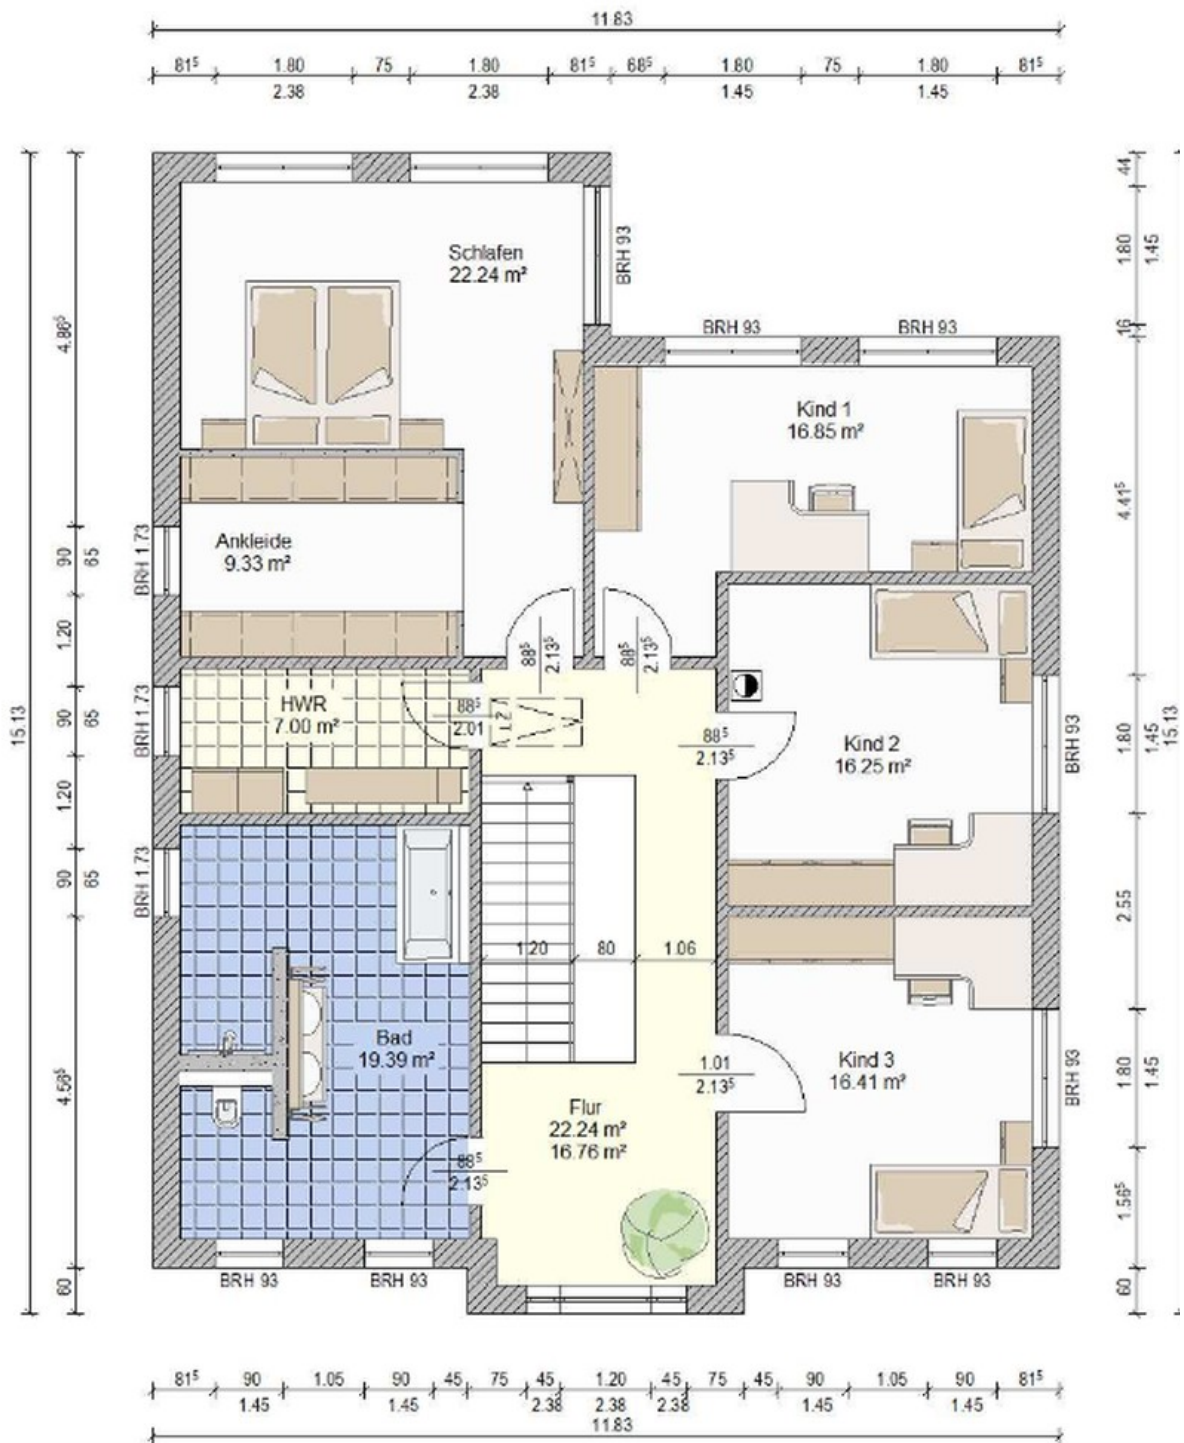 11.83
81⁵ 1.80 75 1.80 81⁵ 68⁵ 1.80 75 1.80 81⁵
2.38 2.38 1.45 1.45
44
1.80
1.45
16
4.41⁵
1.80
1.45
15.13
2.55
1.80
1.45
1.56⁵
60
15.13
4.86⁵
90
65
1.20
90
65
1.20
90
65
4.56⁵
60
Schlafen
22.24 m²
BRH 93
BRH 93 BRH 93
Kind 1
16.85 m²
Ankleide
9.33 m²
BRH 1.73
88⁵
2.13⁵
88⁵
2.13⁵
HWR
7.00 m²
BRH 1.73
88⁵
2.01
ZT
88⁵
2.13⁵
Kind 2
16.25 m²
BRH 93
BRH 1.73
1.20 80 1.06
Bad
19.39 m²
1.01
2.13⁵
Kind 3
16.41 m²
BRH 93
Flur
22.24 m²
16.76 m²
88⁵
2.13⁵
BRH 93 BRH 93 BRH 93 BRH 93
81⁵ 90 1.05 90 45 75 45 1.20 45 75 45 90 1.05 90 81⁵
1.45 1.45 2.38 2.38 2.38 1.45 1.45
11.83